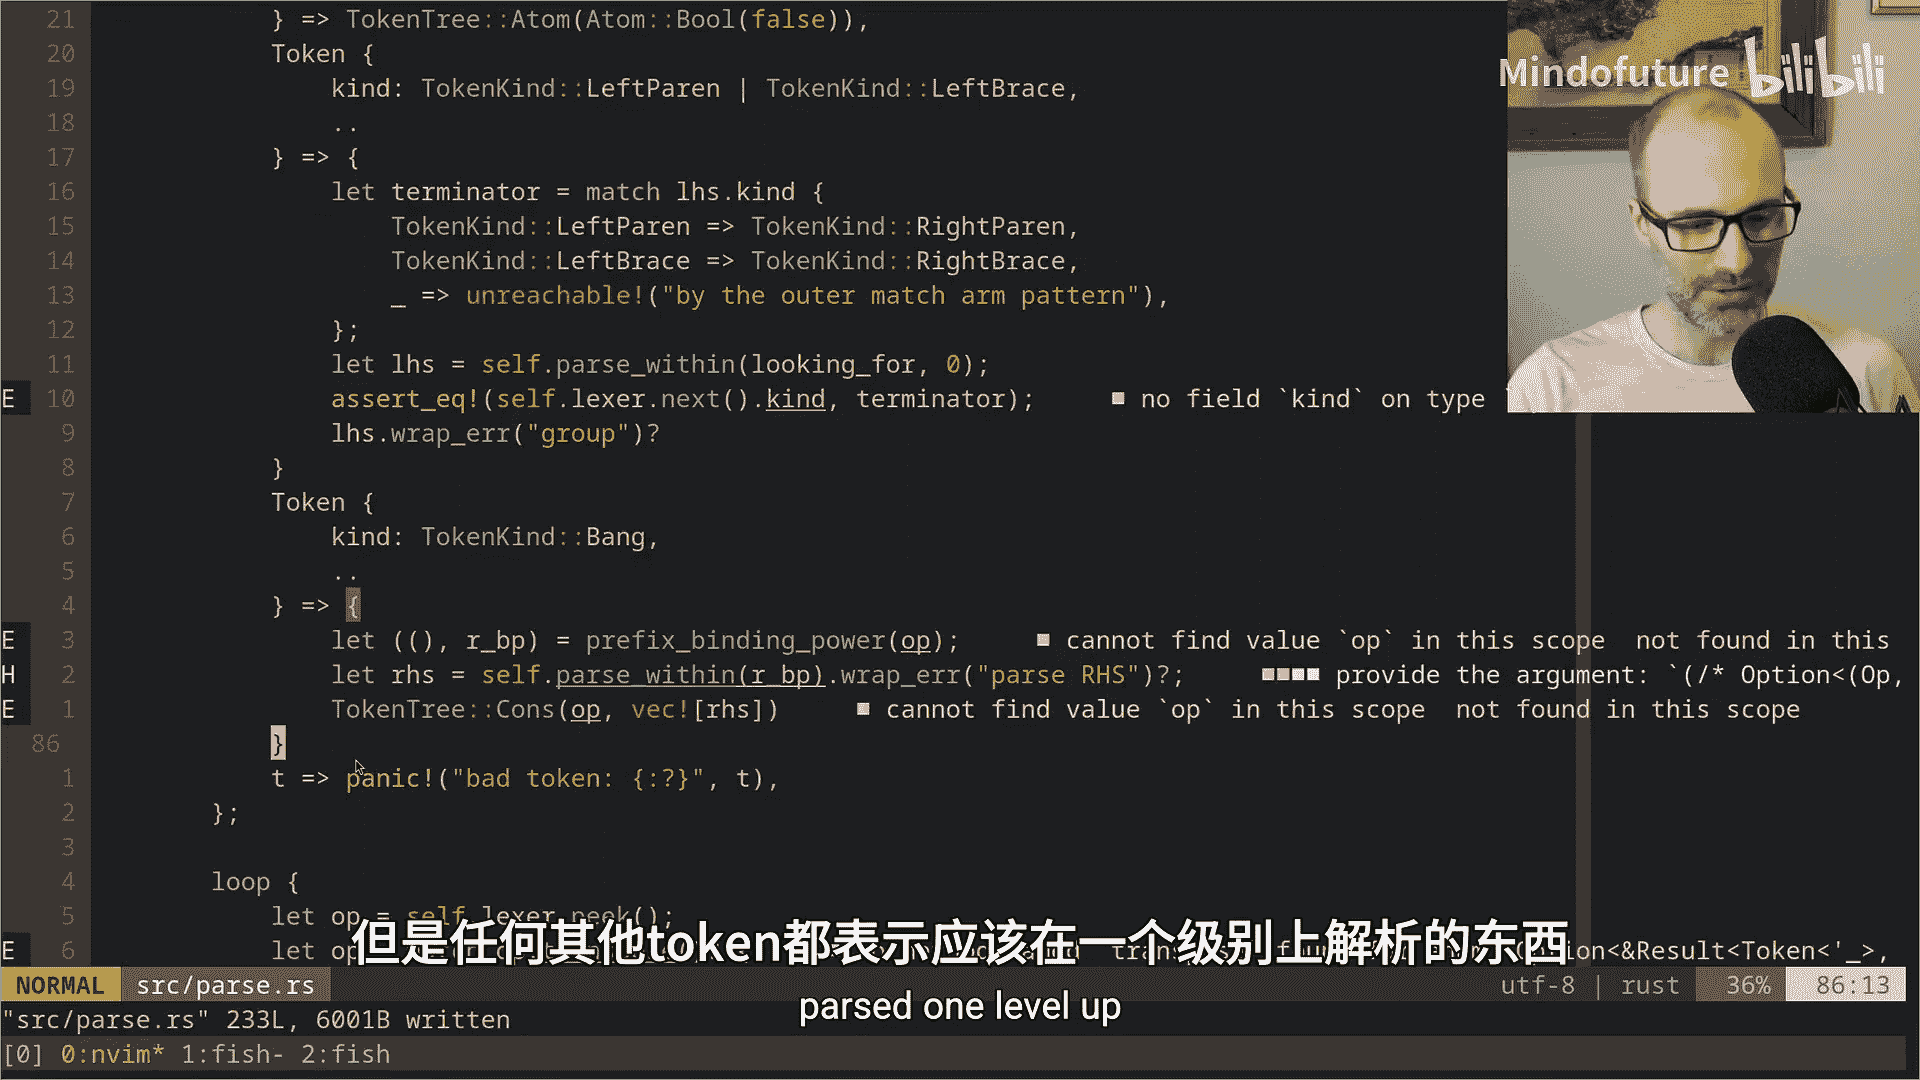 21 } => TokenTree::Atom(Atom::Bool(false)),
20 Token {
19 kind: TokenKind::LeftParen | TokenKind::LeftBrace,
18 ..
17 } => {
16 let terminator = match lhs.kind {
15 TokenKind::LeftParen => TokenKind::RightParen,
14 TokenKind::LeftBrace => TokenKind::RightBrace,
13 _ => unreachable!("by the outer match arm pattern"),
12 };
11 let lhs = self.parse_within(looking_for, 0);
E 10 assert_eq!(self.lexer.next().kind, terminator); ■ no field `kind` on type
9 lhs.wrap_err("group")?
8 }
7 Token {
6 kind: TokenKind::Bang,
5 ..
4 } => {
E 3 let ((), r_bp) = prefix_binding_power(op); ■ cannot find value `op` in this scope  not found in this
H 2 let rhs = self.parse_within(r_bp).wrap_err("parse RHS")?; ■■■■ provide the argument: `(/* Option<(Op,
E 1 TokenTree::Cons(op, vec![rhs]) ■ cannot find value `op` in this scope  not found in this scope
86 }
1 t => panic!("bad token: {:?}", t),
2 };
3
4 loop {
5 let op = self.lexer.peek();
E 6 let op
Option<&Result<Token<'_>,
Mindofuture bilibili
但是任何其他token都表示应该在一个级别上解析的东西
NORMAL src/parse.rs utf-8 | rust 36% 86:13
parsed one level up
"src/parse.rs" 233L, 6001B written
[0] 0:nvim* 1:fish- 2:fish